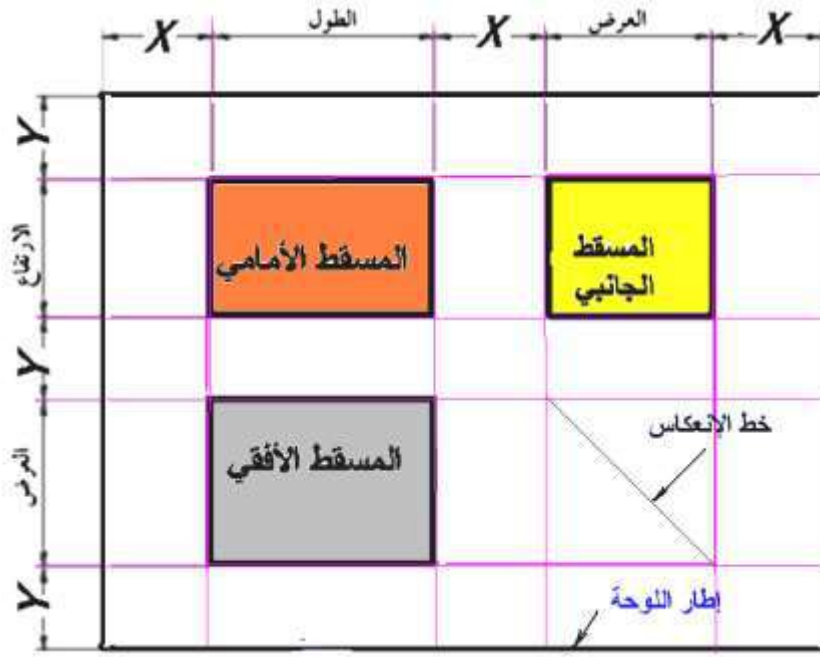 X الطول X العرض X
Y
الارتفاع
Y
العرض
Y
المسقط الأمامي
المسقط
الجانبي
المسقط الأفقي
خط الإنعكاس
إطار اللوحة